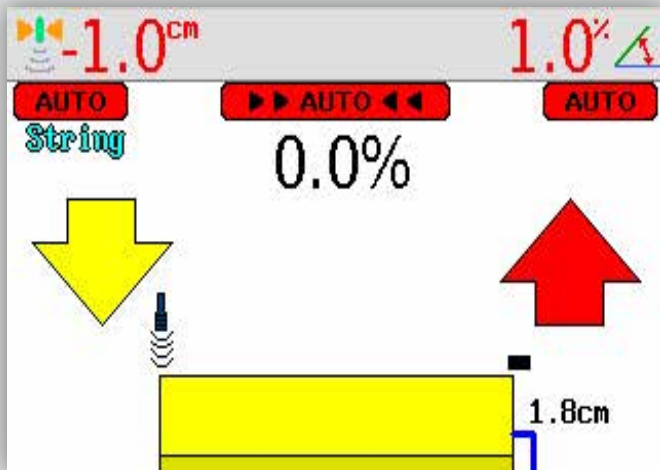 -1.0cm 1.0%
AUTO ►►AUTO◄◄ AUTO
String
0.0%
1.8cm